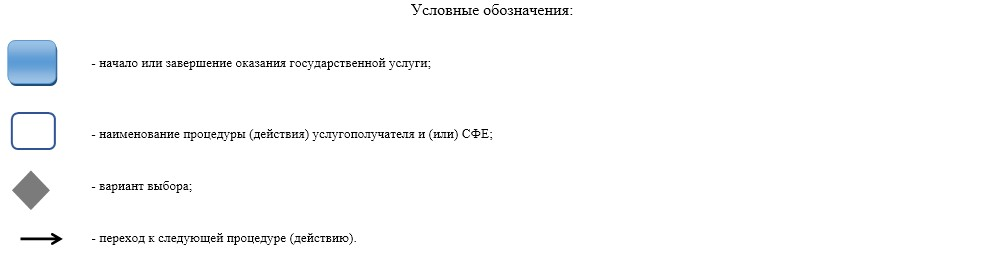 Условные обозначения:
- начало или завершение оказания государственной услуги;
- наименование процедуры (действия) услугополучателя и (или) СФЕ;
- вариант выбора;
- переход к следующей процедуре (действию).